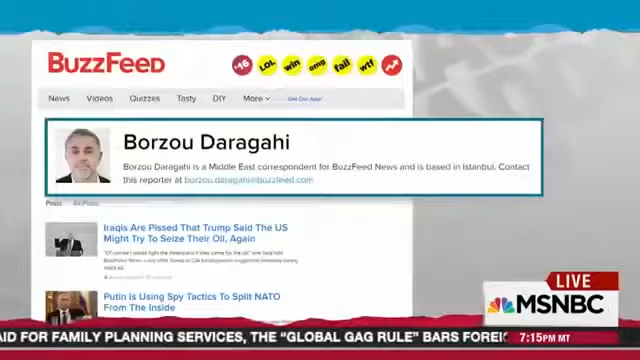 BuzzFeed
+16 LOL win omg fail wtf
News Videos Quizzes Tasty DIY More Get Our App!
Borzou Daragahi
Borzou Daragahi is a Middle East correspondent for BuzzFeed News and is based in Istanbul. Contact
this reporter at borzou.daragahi@buzzfeed.com
Posts All Posts
Iraqis Are Pissed That Trump Said The US
Might Try To Seize Their Oil, Again
Putin Is Using Spy Tactics To Split NATO
From The Inside
LIVE
MSNBC
AID FOR FAMILY PLANNING SERVICES, THE “GLOBAL GAG RULE” BARS FOREI
7:15PM MT